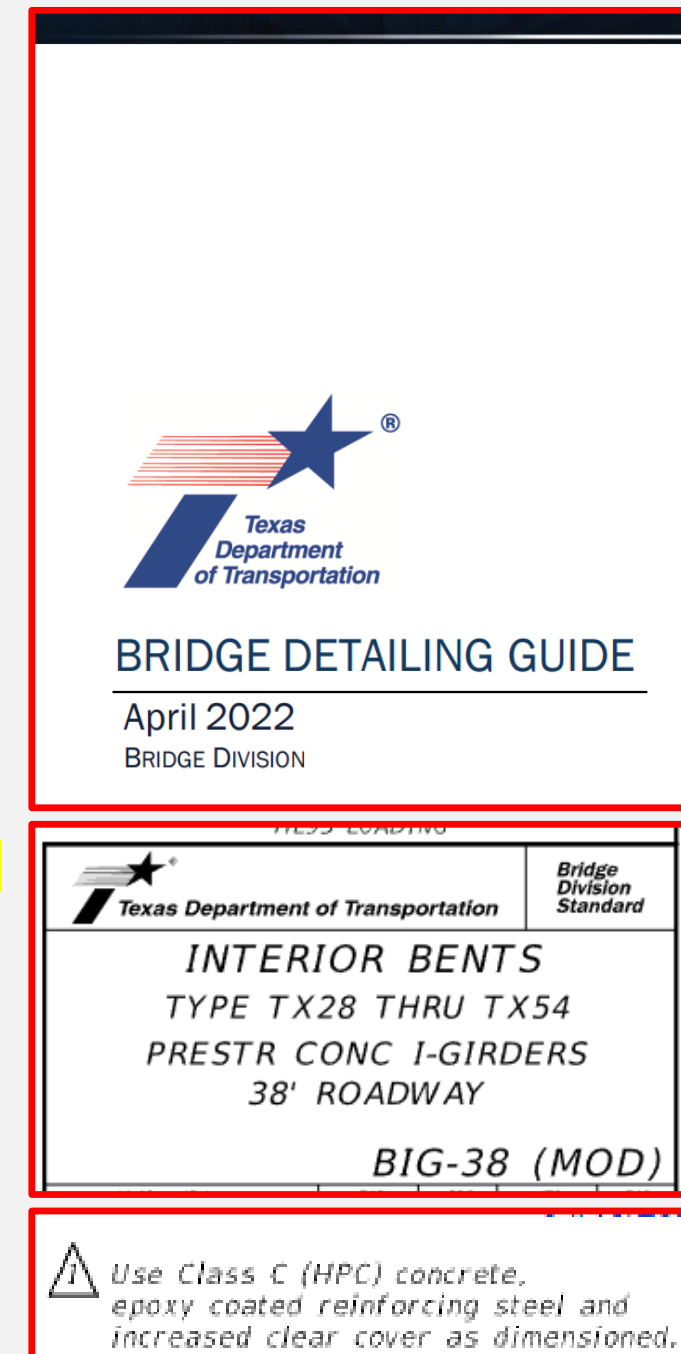 ®
Texas
Department
of Transportation
BRIDGE DETAILING GUIDE
April 2022
BRIDGE DIVISION
Texas Department of Transportation
Bridge
Division
Standard
INTERIOR BENTS
TYPE TX28 THRU TX54
PRESTR CONC I-GIRDERS
38' ROADWAY
BIG-38 (MOD)
1 Use Class C (HPC) concrete,
epoxy coated reinforcing steel and
increased clear cover as dimensioned.